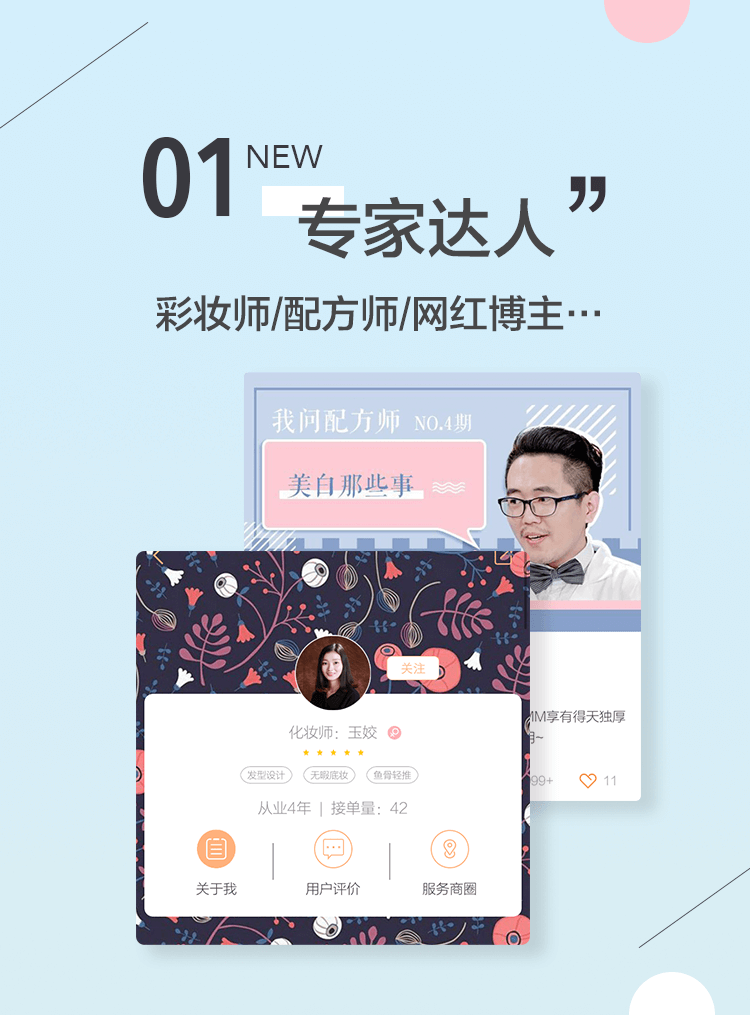 01 NEW
专家达人”
彩妆师/配方师/网红博主…
我问配方师 NO.4期
美白那些事
MM享有得天独厚
~
99+ 11
关注
化妆师：玉姣
发型设计 无暇底妆 鱼骨轻推
从业4年 | 接单量：42
关于我 用户评价 服务商圈